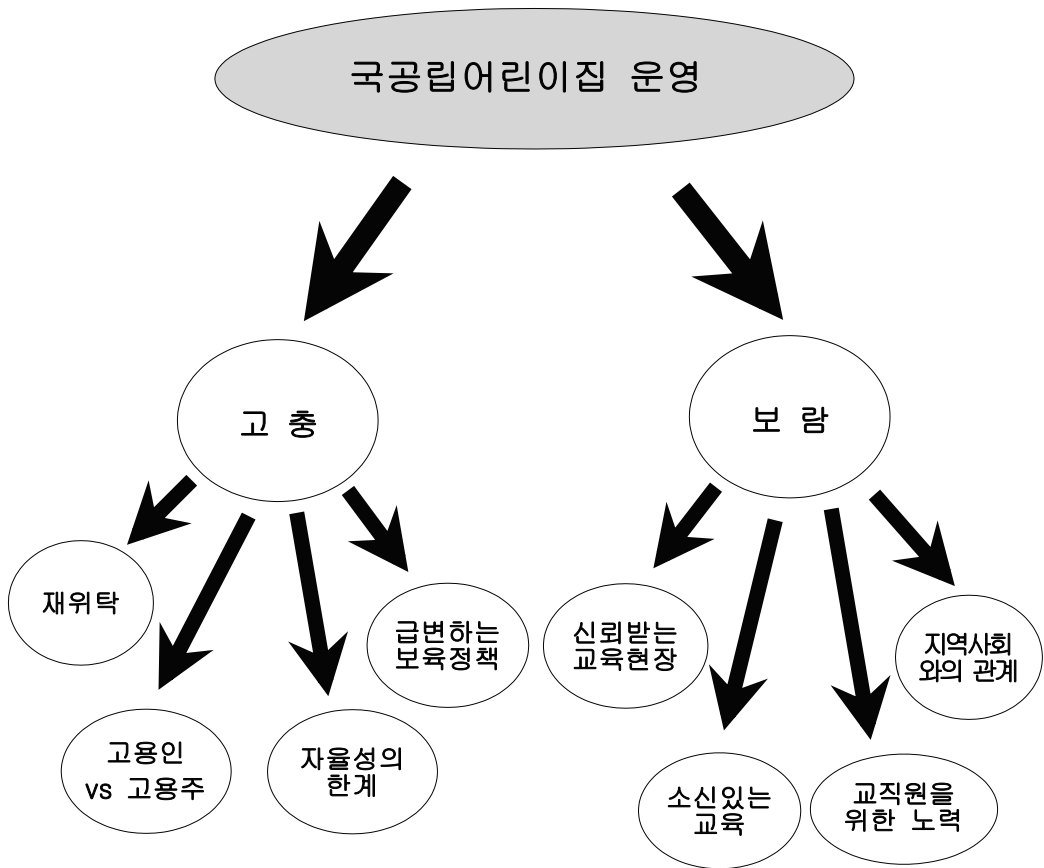 국공립어린이집 운영
고 충
보 람
재위탁
고용인
vs 고용주
자율성의
한계
급변하는
보육정책
신뢰받는
교육현장
소신있는
교육
교직원을
위한 노력
지역사회
와의 관계